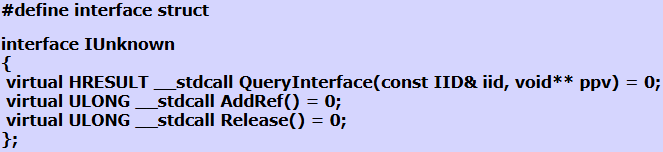 #define interface struct
interface IUnknown
{
virtual HRESULT __stdcall QueryInterface(const IID& iid, void** ppv) = 0;
virtual ULONG __stdcall AddRef() = 0;
virtual ULONG __stdcall Release() = 0;
};